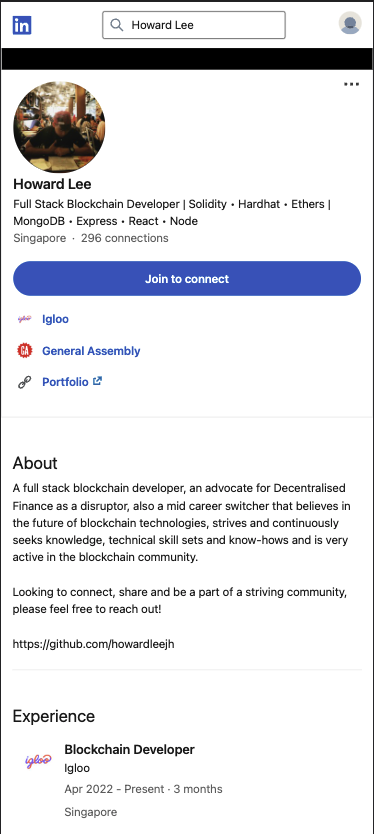 in
Howard Lee
Howard Lee
Full Stack Blockchain Developer | Solidity • Hardhat • Ethers |
MongoDB • Express • React • Node
Singapore · 296 connections
Join to connect
igloo
Igloo
GA
General Assembly
Portfolio
About
A full stack blockchain developer, an advocate for Decentralised
Finance as a disruptor, also a mid career switcher that believes in
the future of blockchain technologies, strives and continuously
seeks knowledge, technical skill sets and know-hows and is very
active in the blockchain community.
Looking to connect, share and be a part of a striving community,
please feel free to reach out!
https://github.com/howardleejh
Experience
igloo
Blockchain Developer
Igloo
Apr 2022 - Present · 3 months
Singapore